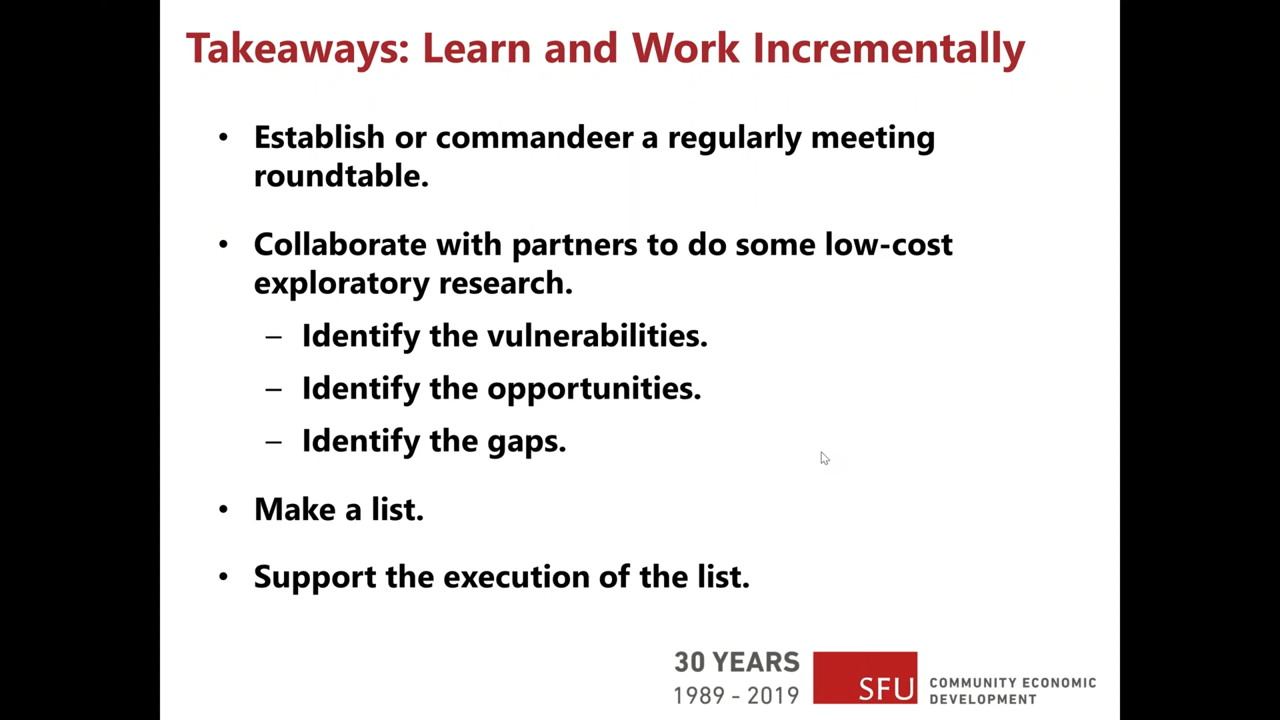 Takeaways: Learn and Work Incrementally
• Establish or commandeer a regularly meeting
roundtable.
• Collaborate with partners to do some low-cost
exploratory research.
– Identify the vulnerabilities.
– Identify the opportunities.
– Identify the gaps.
• Make a list.
• Support the execution of the list.
30 YEARS
1989 - 2019
SFU
COMMUNITY ECONOMIC
DEVELOPMENT